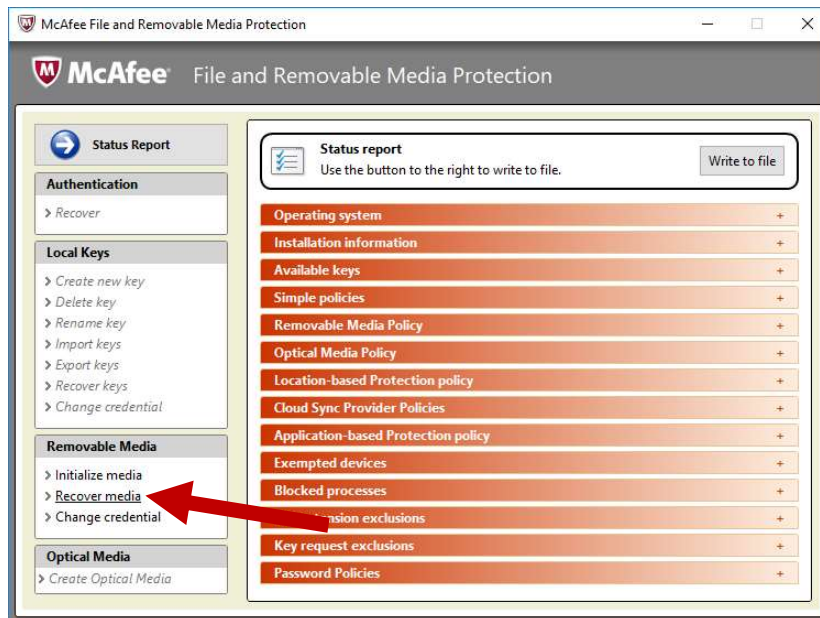 McAfee File and Removable Media Protection
McAfee File and Removable Media Protection
Status Report
Authentication
Recover
Local Keys
Create new key
Delete key
Rename key
Import keys
Export keys
Recover keys
Change credential
Removable Media
Initialize media
Recover media
Change credential
Optical Media
Create Optical Media
Status report
Use the button to the right to write to file.
Write to file
Operating system +
Installation information +
Available keys +
Simple policies +
Removable Media Policy +
Optical Media Policy +
Location-based Protection policy +
Cloud Sync Provider Policies +
Application-based Protection policy +
Exempted devices +
Blocked processes +
exclusions +
Key request exclusions +
Password Policies +